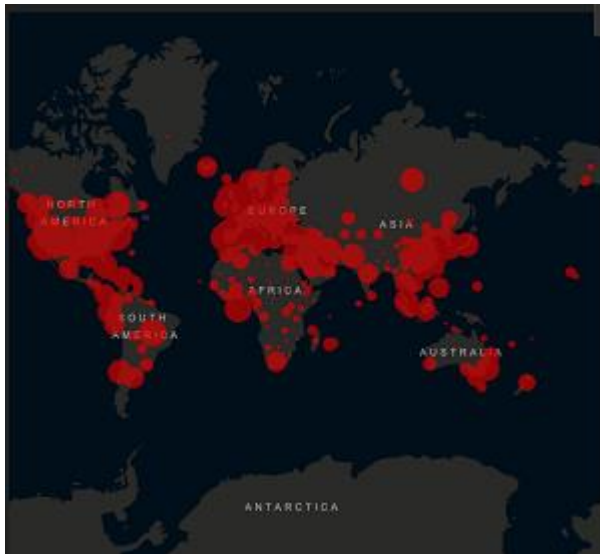 NORTH
AMERICA
EUROPE
ASIA
AFRICA
SOUTH
AMERICA
AUSTRALIA
ANTARCTICA